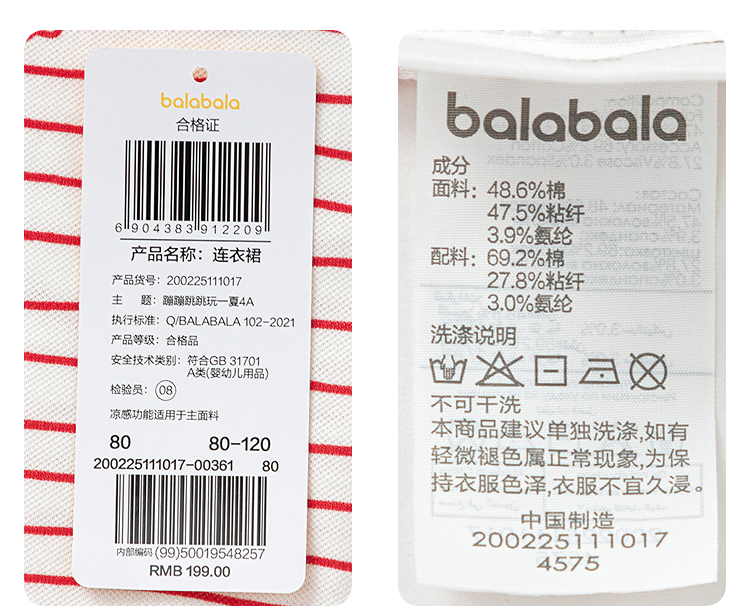 balabala
合格证
6904383912209
产品名称：连衣裙
产品货号：200225111017
主　题：蹦蹦跳跳玩一夏4A
执行标准：Q/BALABALA 102-2021
产品等级：合格品
安全技术类别：符合GB 31701
A类(婴幼儿用品)
检验员：08
凉感功能适用于主面料
80 80-120
200225111017-00361 80
内部编码 (99)50019548257
RMB 199.00
balabala
成分
面料：48.6%棉
47.5%粘纤
3.9%氨纶
配料：69.2%棉
27.8%粘纤
3.0%氨纶
洗涤说明
不可干洗
本商品建议单独洗涤,如有
轻微褪色属正常现象,为保
持衣服色泽,衣服不宜久浸。
中国制造
200225111017
4575